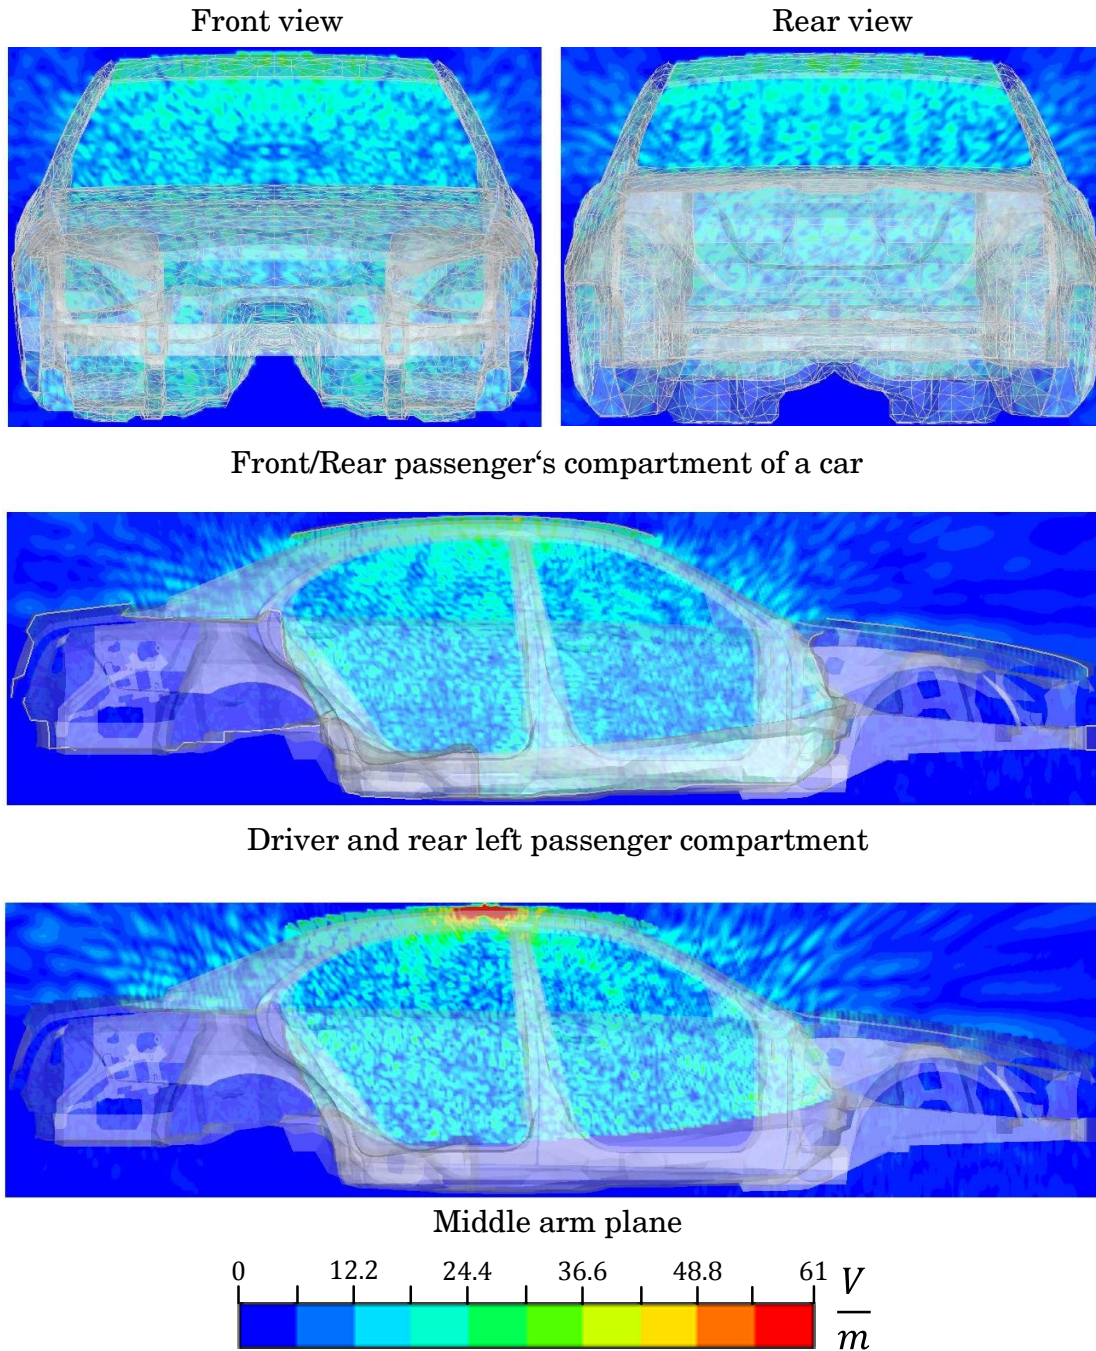 Front view
Rear view
Front/Rear passenger‘s compartment of a car
Driver and rear left passenger compartment
Middle arm plane
0 12.2 24.4 36.6 48.8 61
V
m